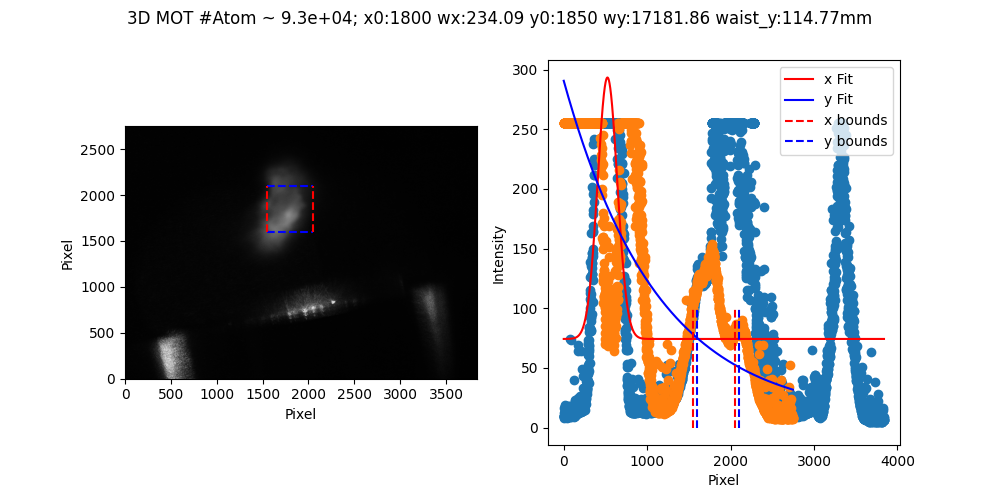 3D MOT #Atom ~ 9.3e+04; x0:1800 wx:234.09 y0:1850 wy:17181.86 waist_y:114.77mm
Pixel
2500
2000
1500
1000
500
0
0 500 1000 1500 2000 2500 3000 3500
Pixel
Intensity
300
250
200
150
100
50
0
0 1000 2000 3000 4000
Pixel
x Fit
y Fit
x bounds
y bounds